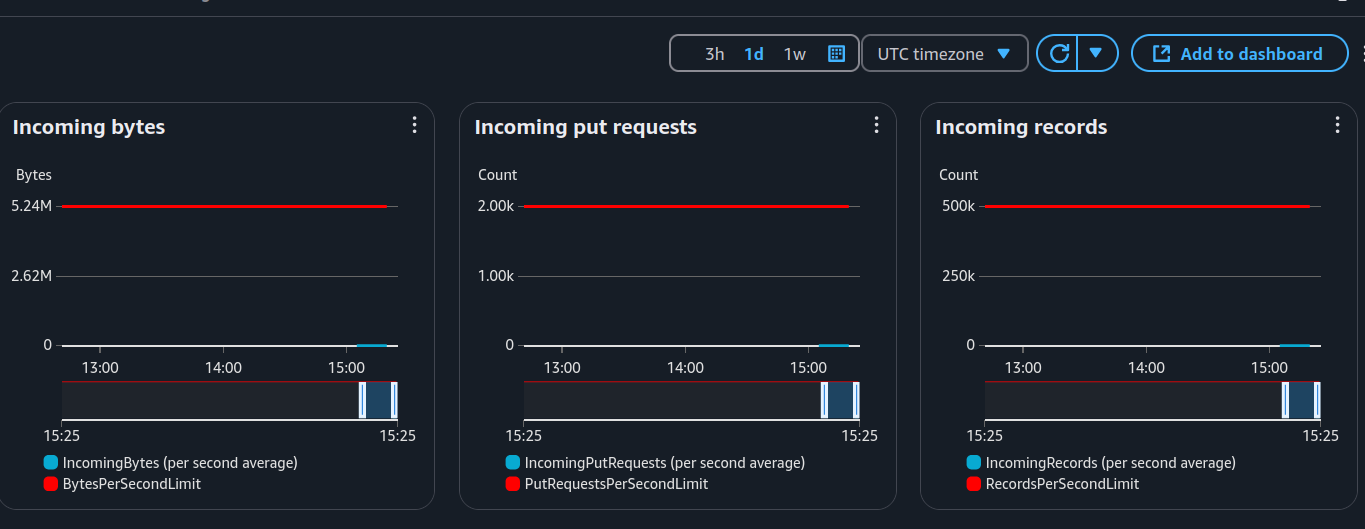 3h 1d 1w UTC timezone Add to dashboard
Incoming bytes
Bytes
5.24M
2.62M
0
13:00 14:00 15:00
15:25 15:25
IncomingBytes (per second average)
BytesPerSecondLimit
Incoming put requests
Count
2.00k
1.00k
0
13:00 14:00 15:00
15:25 15:25
IncomingPutRequests (per second average)
PutRequestsPerSecondLimit
Incoming records
Count
500k
250k
0
13:00 14:00 15:00
15:25 15:25
IncomingRecords (per second average)
RecordsPerSecondLimit